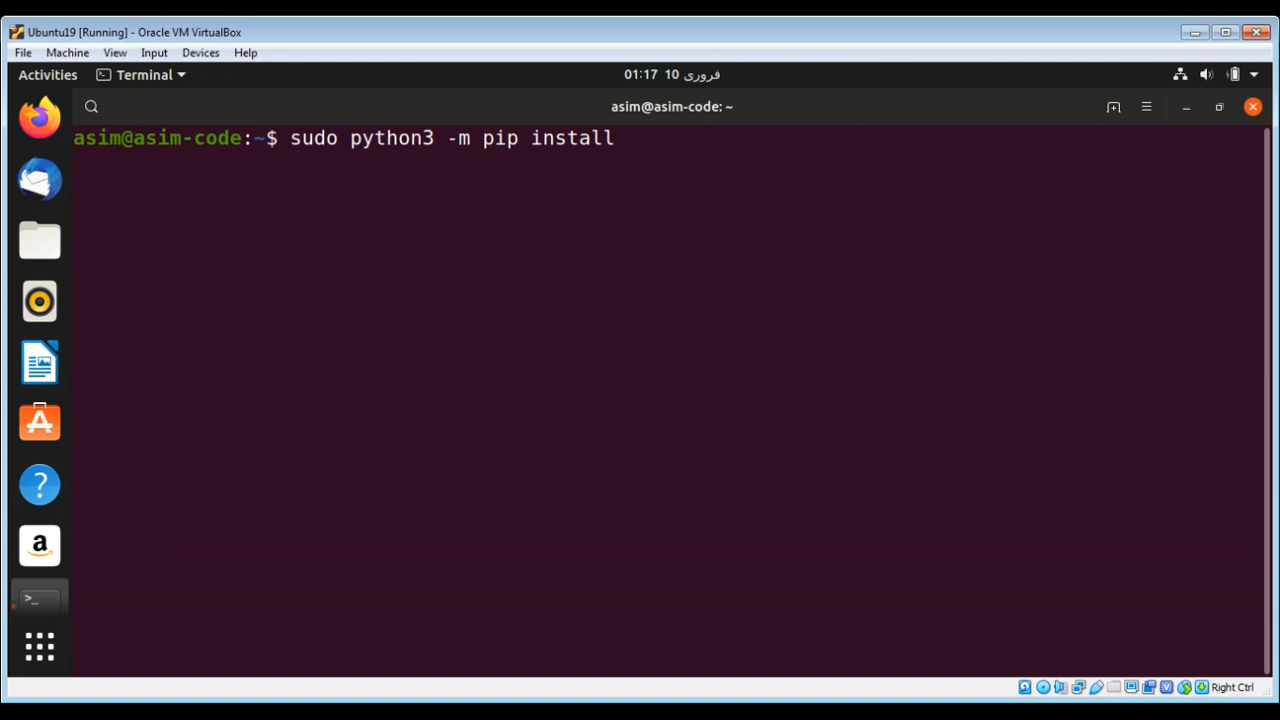 Ubuntu19 [Running] - Oracle VM VirtualBox
File Machine View Input Devices Help
Activities Terminal 01:17 10 فروری
asim@asim-code: ~
asim@asim-code:~$ sudo python3 -m pip install
Right Ctrl